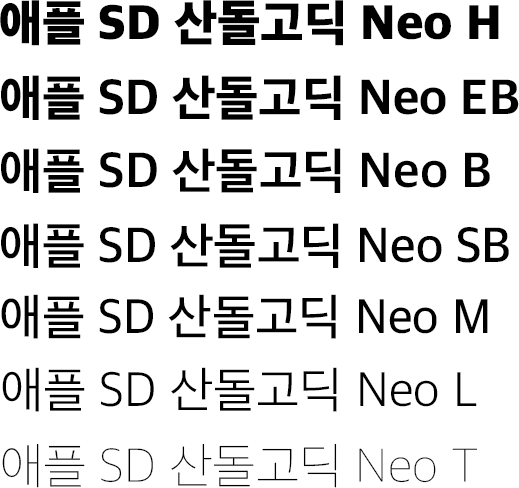 애플 SD 산돌고딕 Neo H
애플 SD 산돌고딕 Neo EB
애플 SD 산돌고딕 Neo B
애플 SD 산돌고딕 Neo SB
애플 SD 산돌고딕 Neo M
애플 SD 산돌고딕 Neo L
애플 SD 산돌고딕 Neo T